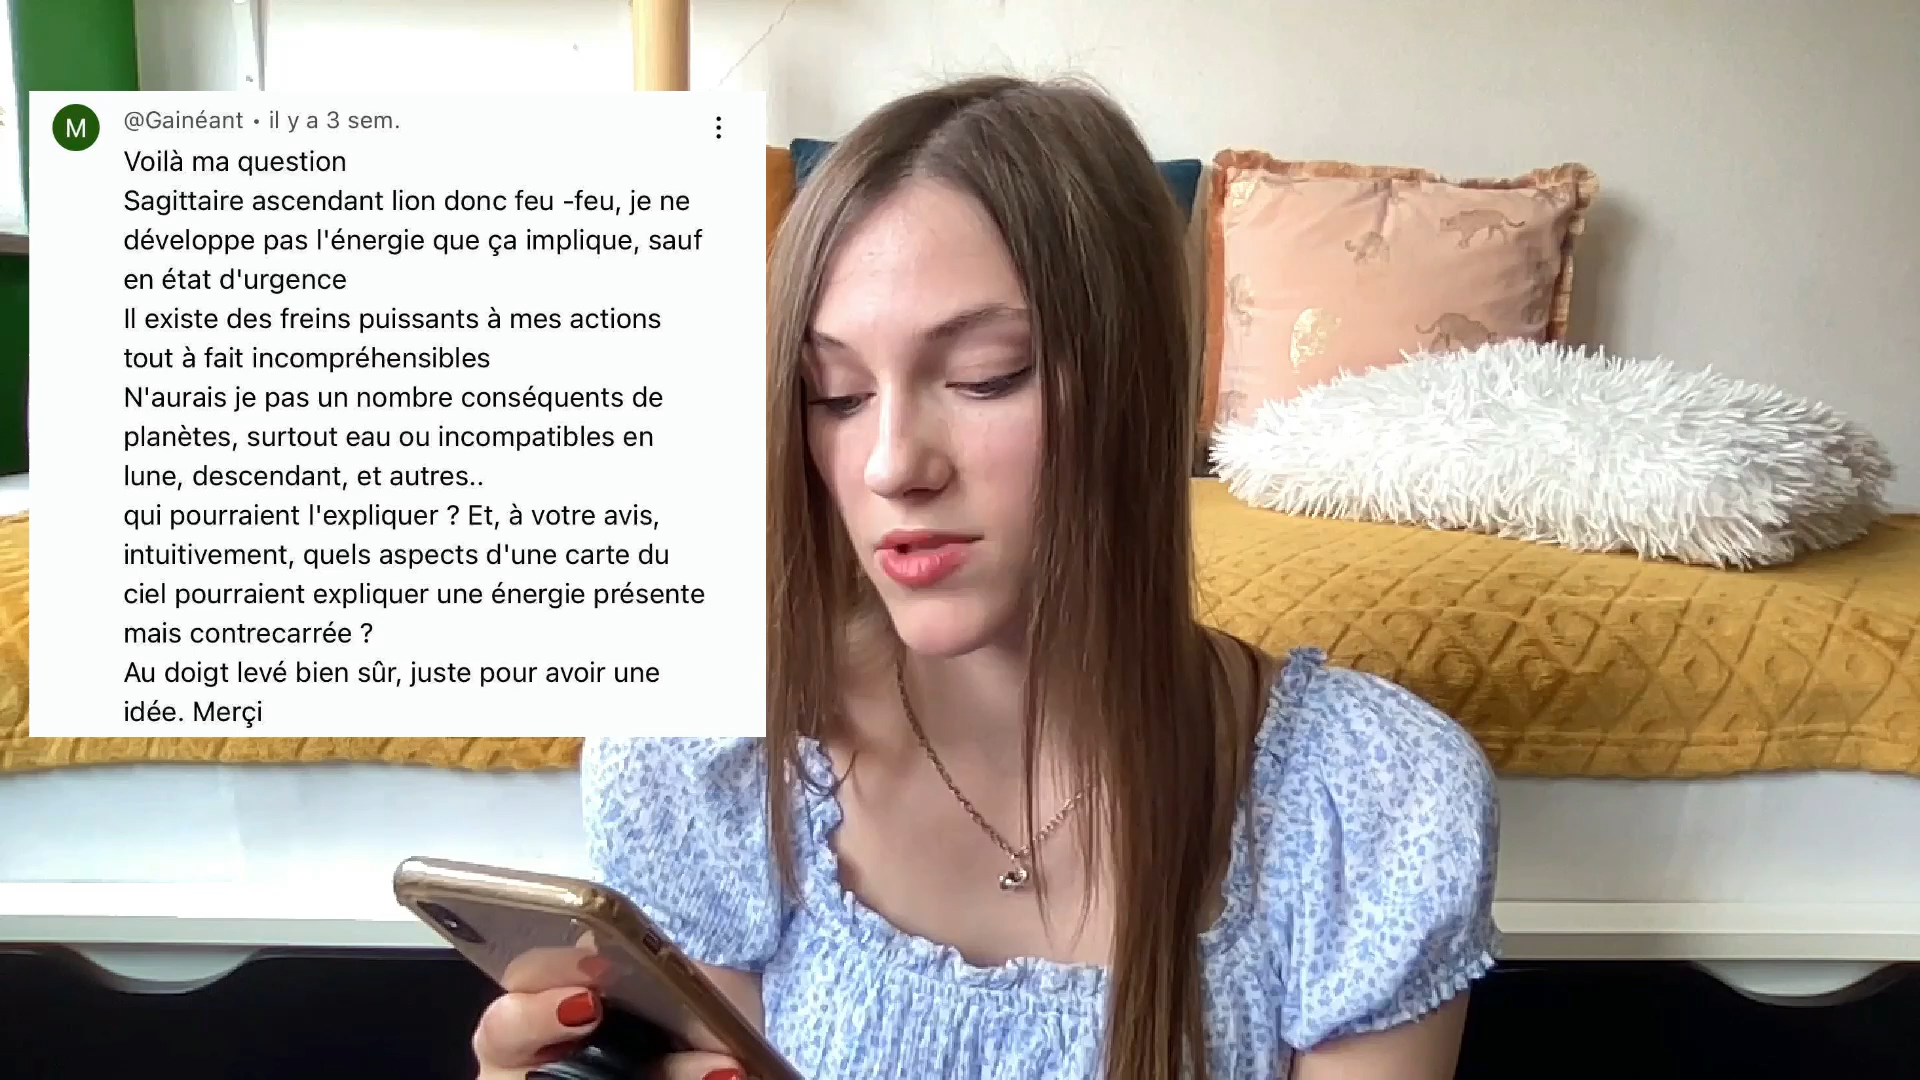 M
@Gainéant • il y a 3 sem.
Voilà ma question
Sagittaire ascendant lion donc feu -feu, je ne
développe pas l'énergie que ça implique, sauf
en état d'urgence
Il existe des freins puissants à mes actions
tout à fait incompréhensibles
N'aurais je pas un nombre conséquents de
planètes, surtout eau ou incompatibles en
lune, descendant, et autres..
qui pourraient l'expliquer ? Et, à votre avis,
intuitivement, quels aspects d'une carte du
ciel pourraient expliquer une énergie présente
mais contrecarrée ?
Au doigt levé bien sûr, juste pour avoir une
idée. Merçi